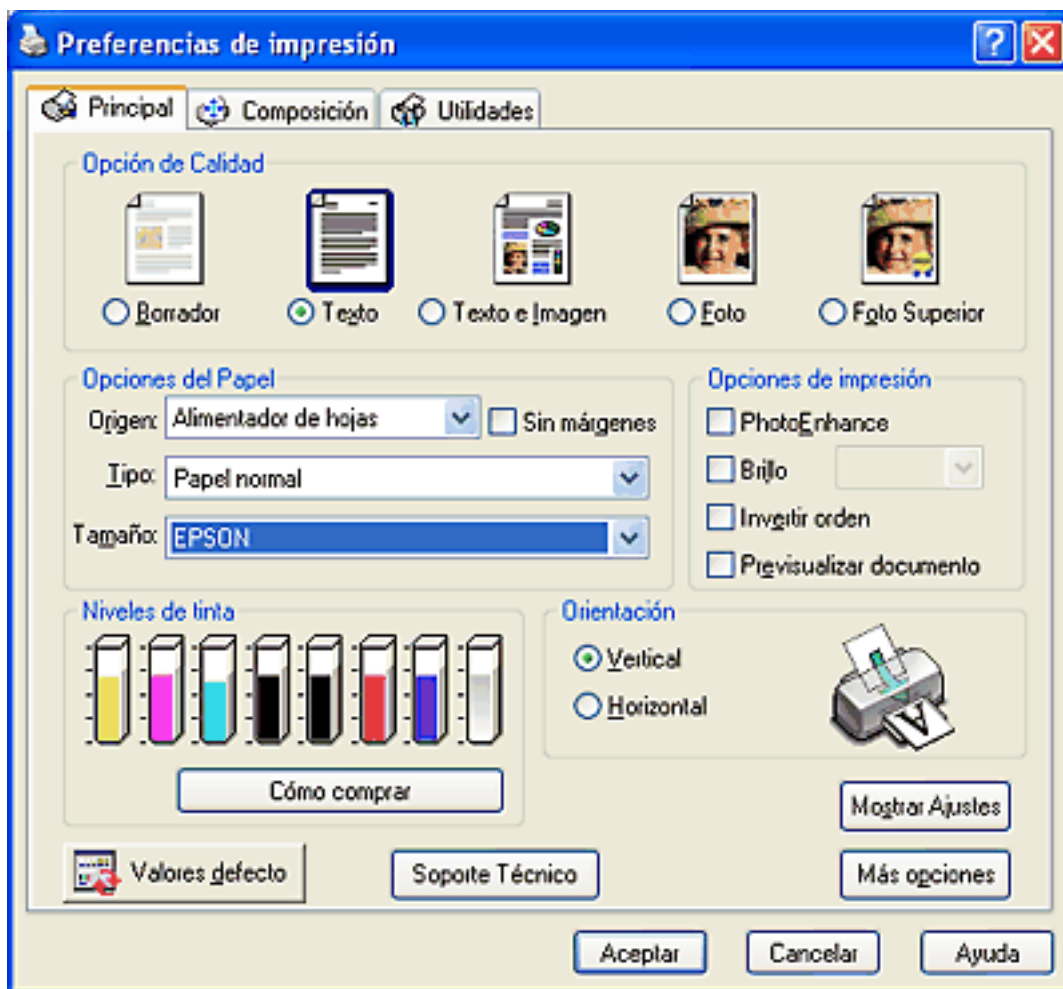 Preferencias de impresión
Principal Composición Utilidades
Opción de Calidad
Borrador Texto Texto e Imagen Foto Foto Superior
Opciones del Papel
Origen: Alimentador de hojas Sin márgenes
Tipo: Papel normal
Tamaño: EPSON
Opciones de impresión
PhotoEnhance
Brillo
Invertir orden
Previsualizar documento
Niveles de tinta
Cómo comprar
Orientación
Vertical
Horizontal
A
Mostrar Ajustes
Valores defecto Soporte Técnico Más opciones
Aceptar Cancelar Ayuda